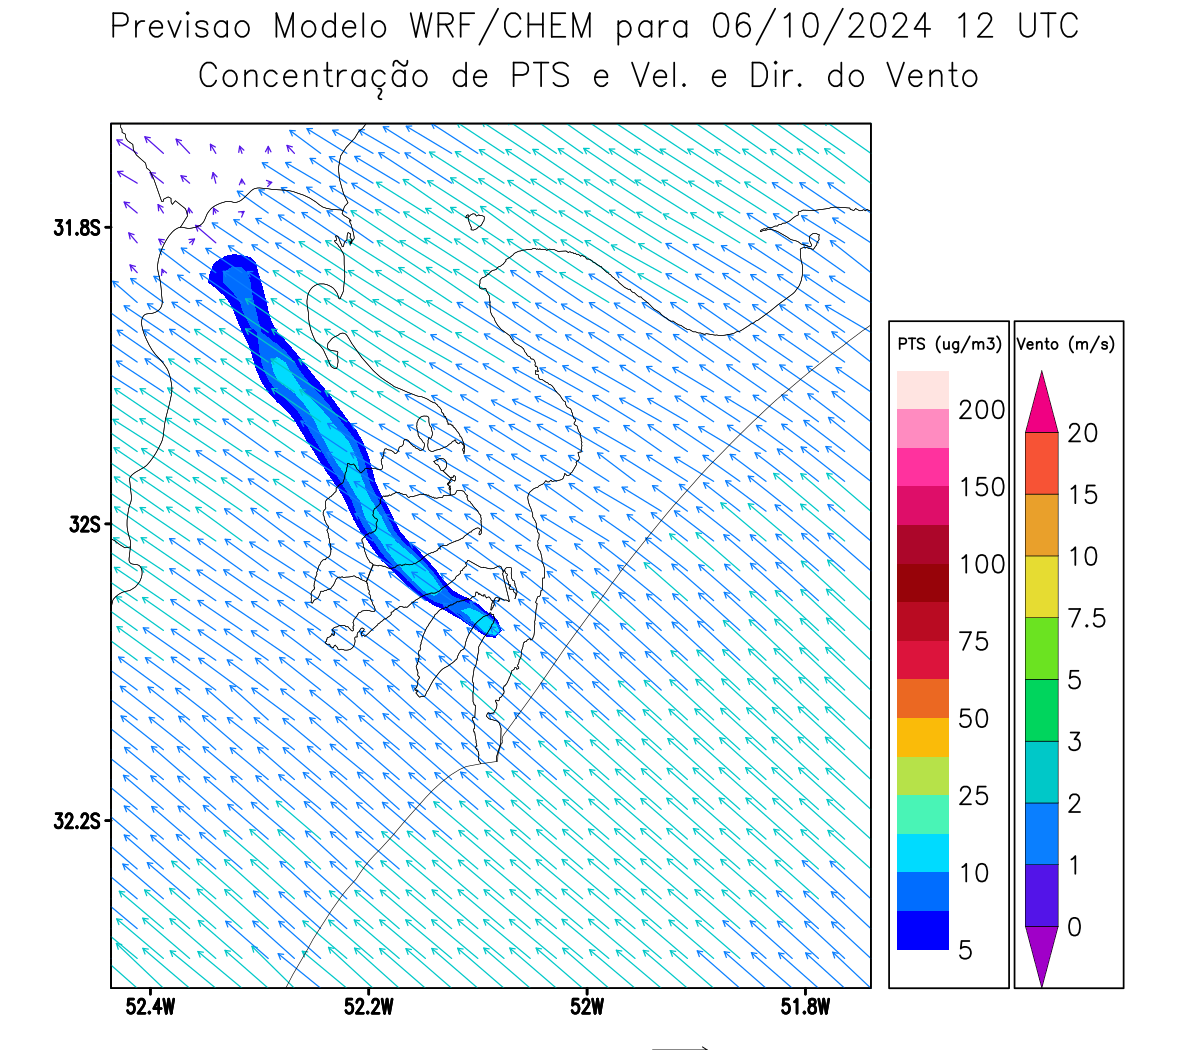 Previsao Modelo WRF/CHEM para 06/10/2024 12 UTC
Concentração de PTS e Vel. e Dir. do Vento
31.8S
32S
32.2S
52.4W 52.2W 52W 51.8W
PTS (ug/m3)
200
150
100
75
50
25
10
5
Vento (m/s)
20
15
10
7.5
5
3
2
1
0